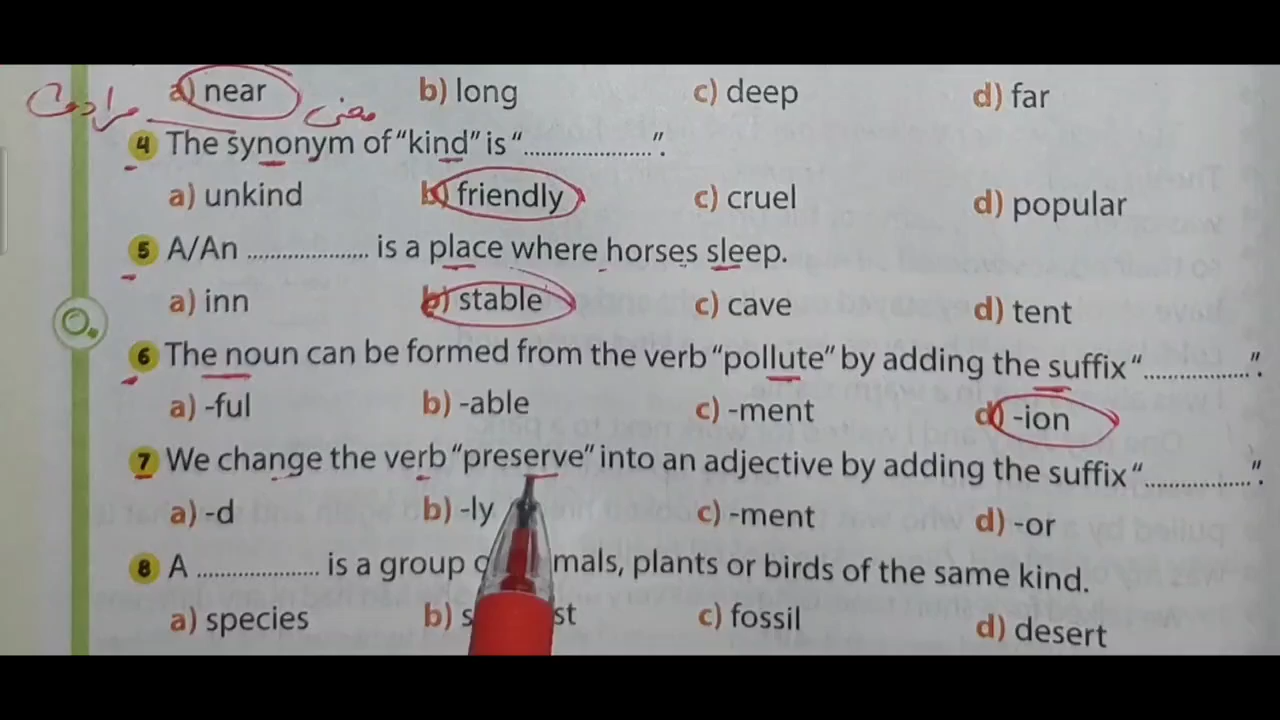 a) near b) long c) deep d) far
مرادف معنى
4 The synonym of "kind" is "......................".
a) unkind b) friendly c) cruel d) popular
5 A/An ..................... is a place where horses sleep.
a) inn b) stable c) cave d) tent
6 The noun can be formed from the verb "pollute" by adding the suffix "..................".
a) -ful b) -able c) -ment d) -ion
7 We change the verb "preserve" into an adjective by adding the suffix "..................".
a) -d b) -ly c) -ment d) -or
8 A ..................... is a group mals, plants or birds of the same kind.
a) species b) s st c) fossil d) desert